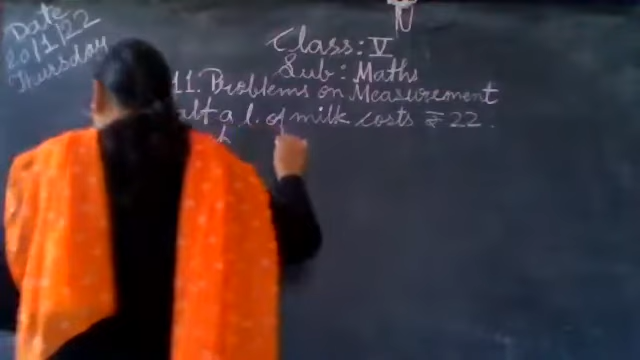 Date
20/1/22
Thursday
Class: V
Sub: Maths
11. Problems on Measurement
alf a l. of milk costs ₹ 22.